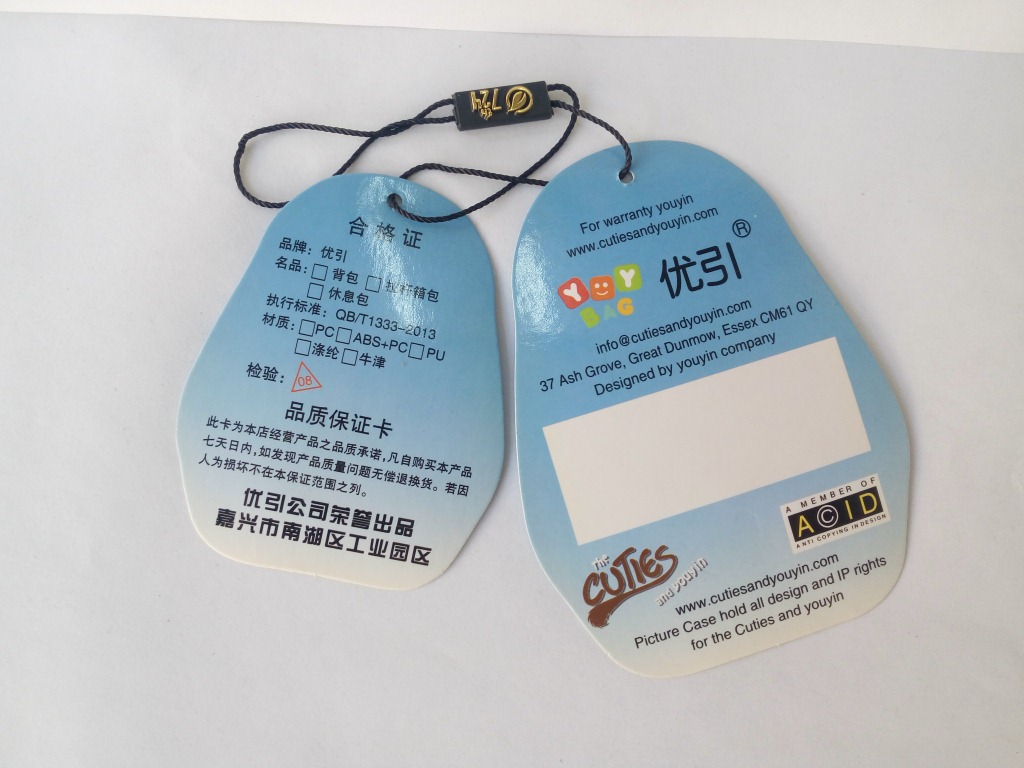 724
合格证
品牌：优引
名品：□ 背包 □ 拉杆箱包
□ 休息包
执行标准：QB/T1333-2013
材质：□PC□ABS+PC□PU
□涤纶□牛津
检验：08
品质保证卡
此卡为本店经营产品之品质承诺,凡自购买本产品
七天日内,如发现产品质量问题无偿退换货。若因
人为损坏不在本保证范围之列。
优引公司荣誉出品
嘉兴市南湖区工业园区
For warranty youyin
www.cutiesandyouyin.com
YOY 优引®
BAG
info@cutiesandyouyin.com
37 Ash Grove, Great Dunmow, Essex CM61 QY
Designed by youyin company
A MEMBER OF
A©ID
ANTI COPYING IN DESIGN
The
CUTIES
and youyin
www.cutiesandyouyin.com
Picture Case hold all design and IP rights
for the Cuties and youyin